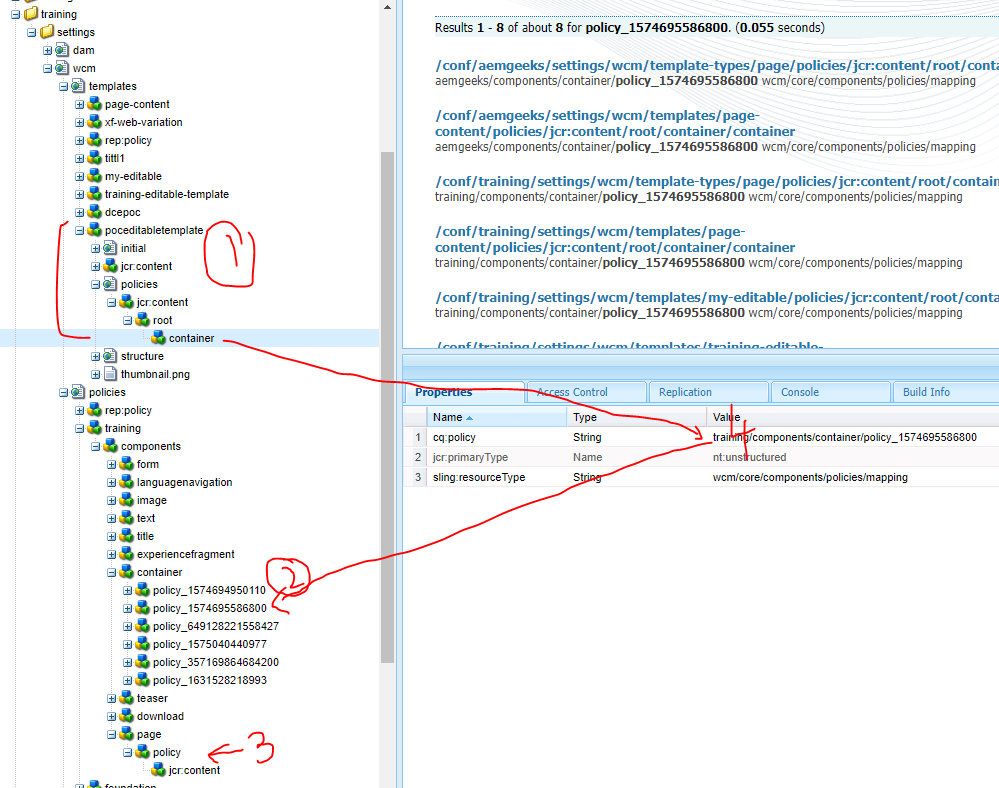 training
settings
dam
wcm
templates
page-content
xf-web-variation
rep:policy
tittl1
my-editable
training-editable-template
dcepoc
poceditabletemplate
initial
jcr:content
policies
jcr:content
root
container
structure
thumbnail.png
policies
rep:policy
training
components
form
languagenavigation
image
text
title
experiencefragment
container
policy_1574694950110
policy_1574695586800
policy_649128221558427
policy_1575040440977
policy_357169864684200
policy_1631528218993
teaser
download
page
policy
jcr:content
foundation
1
2
3
Results 1 - 8 of about 8 for policy_1574695586800. (0.055 seconds)
/conf/aemgeeks/settings/wcm/template-types/page/policies/jcr:content/root/conta
aemgeeks/components/container/policy_1574695586800 wcm/core/components/policies/mapping
/conf/aemgeeks/settings/wcm/templates/page-
content/policies/jcr:content/root/container/container
aemgeeks/components/container/policy_1574695586800 wcm/core/components/policies/mapping
/conf/training/settings/wcm/template-types/page/policies/jcr:content/root/contain
training/components/container/policy_1574695586800 wcm/core/components/policies/mapping
/conf/training/settings/wcm/templates/page-
content/policies/jcr:content/root/container/container
training/components/container/policy_1574695586800 wcm/core/components/policies/mapping
/conf/training/settings/wcm/templates/my-editable/policies/jcr:content/root/conta
training/components/container/policy_1574695586800 wcm/core/components/policies/mapping
/conf/training/settings/wcm/templates/training-editable-
Properties Access Control Replication Console Build Info
Name Type Value
1 cq:policy String training/components/container/policy_1574695586800
2 jcr:primaryType Name nt:unstructured
3 sling:resourceType String wcm/core/components/policies/mapping
4